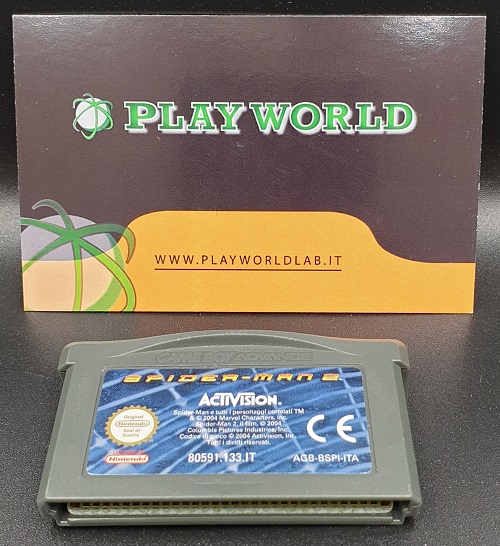 PLAY WORLD
WWW.PLAYWORLDLAB.IT
GAME BOY ADVANCE
SPIDER-MAN 2
ACTIVISION
Original
Nintendo
Seal of
Quality
Spider-Man e tutti i personaggi correlati TM
& © 2004 Marvel Characters, Inc.
Spider-Man 2, il film, © 2004
Columbia Pictures Industries, Inc.
Codice di gioco © 2004 Activision, Inc
Tutti i diritti riservati.
CE
Nintendo
80591.133.IT
AGB-BSPI-ITA